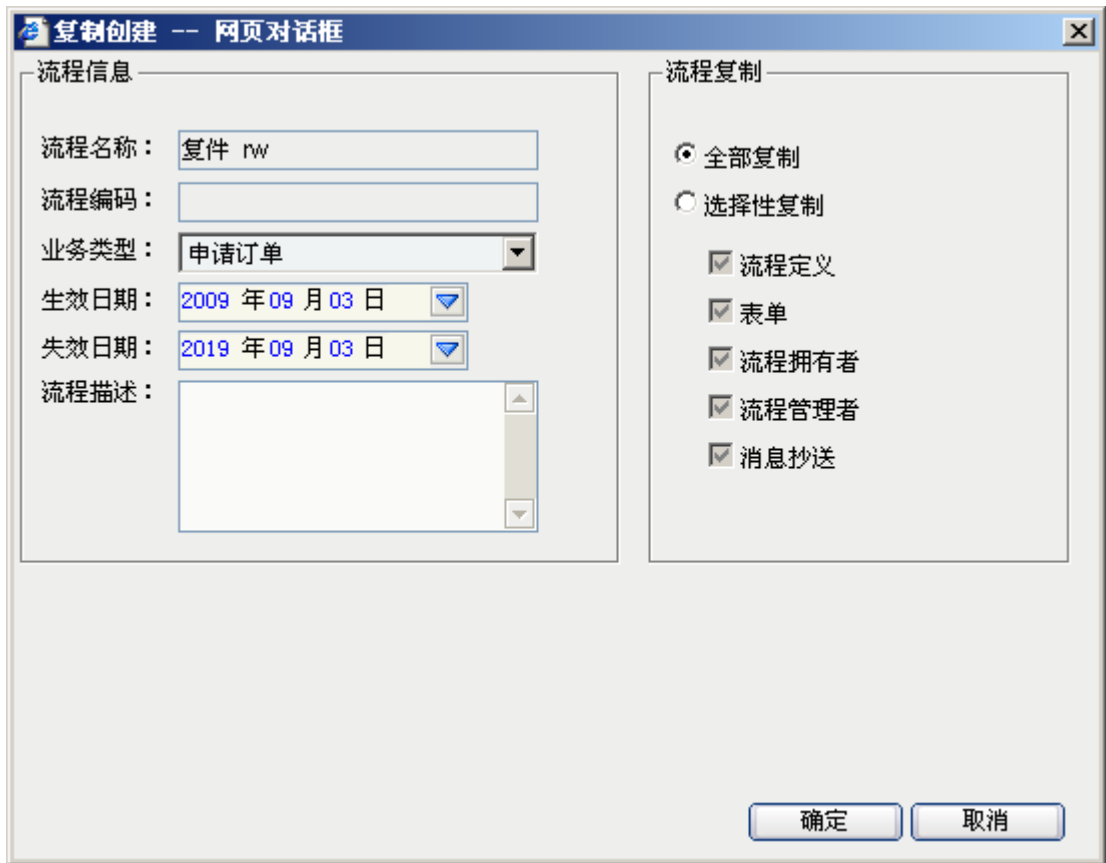 复制创建 -- 网页对话框
流程信息
流程名称： 复件 rw
流程编码：
业务类型： 申请订单
生效日期： 2009 年 09 月 03 日
失效日期： 2019 年 09 月 03 日
流程描述：
流程复制
全部复制
选择性复制
流程定义
表单
流程拥有者
流程管理者
消息抄送
确定 取消